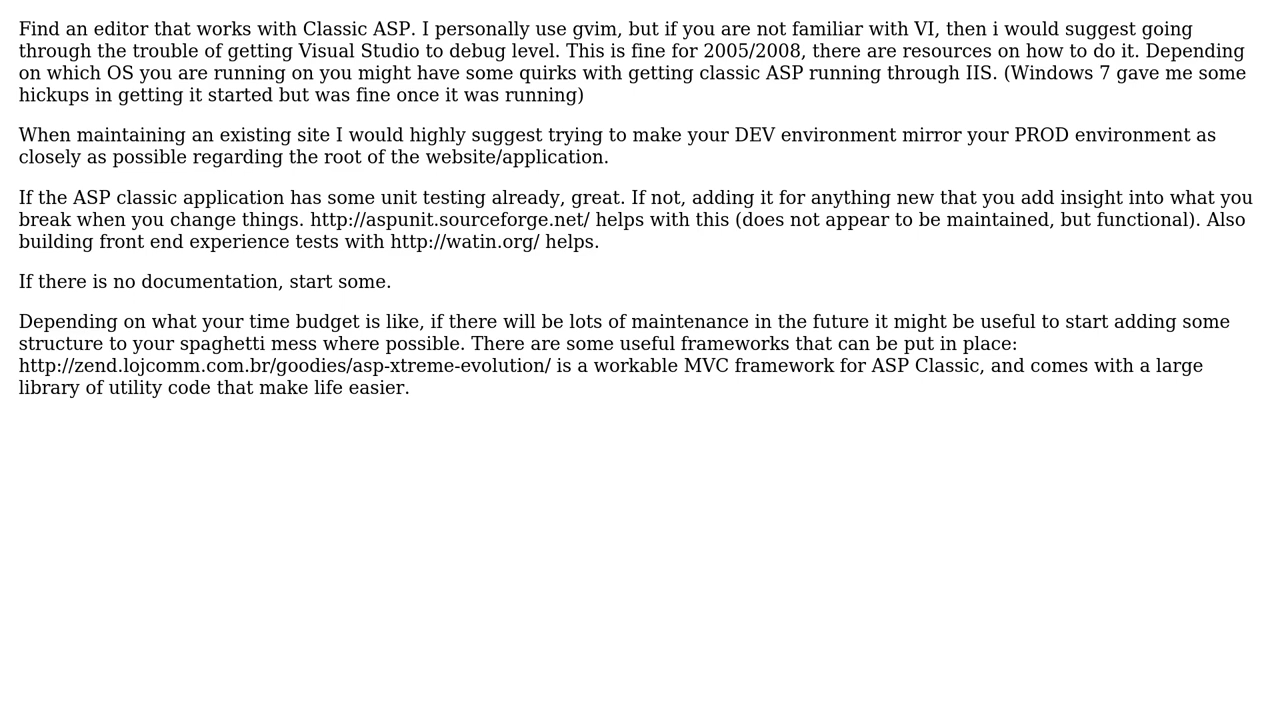 Find an editor that works with Classic ASP. I personally use gvim, but if you are not familiar with VI, then i would suggest going
through the trouble of getting Visual Studio to debug level. This is fine for 2005/2008, there are resources on how to do it. Depending
on which OS you are running on you might have some quirks with getting classic ASP running through IIS. (Windows 7 gave me some
hickups in getting it started but was fine once it was running)
When maintaining an existing site I would highly suggest trying to make your DEV environment mirror your PROD environment as
closely as possible regarding the root of the website/application.
If the ASP classic application has some unit testing already, great. If not, adding it for anything new that you add insight into what you
break when you change things. http://aspunit.sourceforge.net/ helps with this (does not appear to be maintained, but functional). Also
building front end experience tests with http://watin.org/ helps.
If there is no documentation, start some.
Depending on what your time budget is like, if there will be lots of maintenance in the future it might be useful to start adding some
structure to your spaghetti mess where possible. There are some useful frameworks that can be put in place:
http://zend.lojcomm.com.br/goodies/asp-xtreme-evolution/ is a workable MVC framework for ASP Classic, and comes with a large
library of utility code that make life easier.